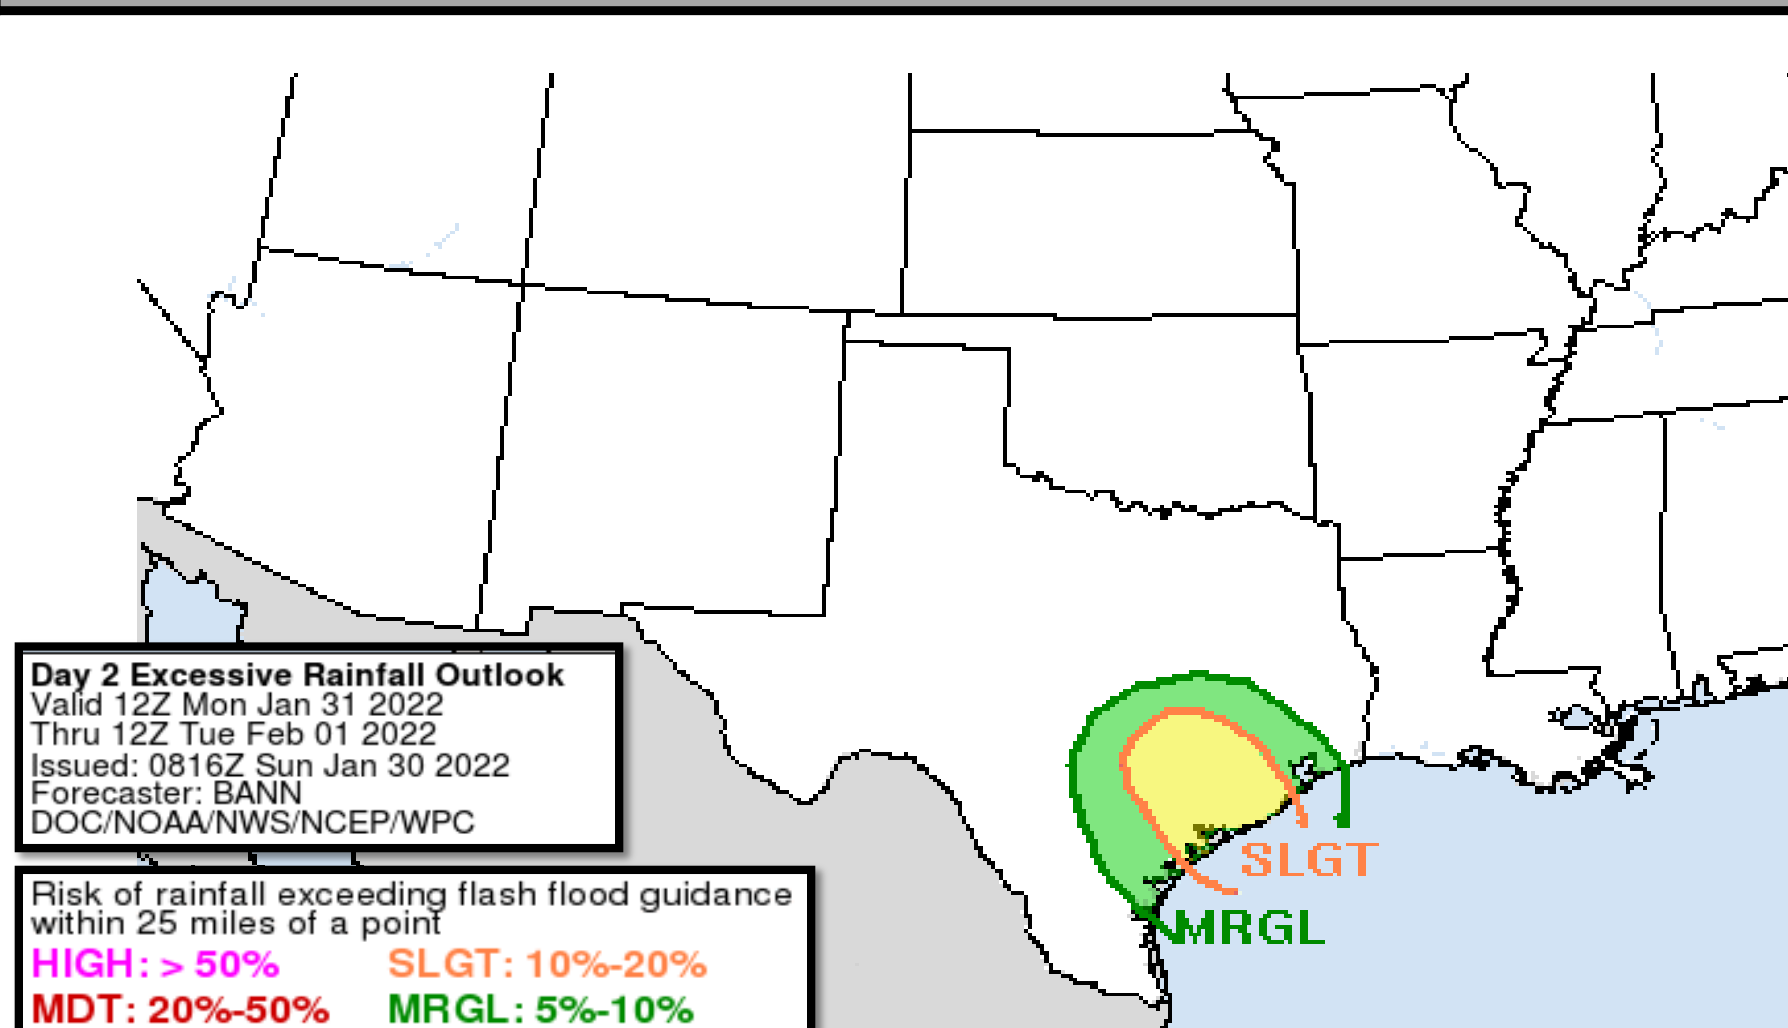 Day 2 Excessive Rainfall Outlook
Valid 12Z Mon Jan 31 2022
Thru 12Z Tue Feb 01 2022
Issued: 0816Z Sun Jan 30 2022
Forecaster: BANN
DOC/NOAA/NWS/NCEP/WPC
SLGT
MRGL
Risk of rainfall exceeding flash flood guidance
within 25 miles of a point
HIGH: > 50% SLGT: 10%-20%
MDT: 20%-50% MRGL: 5%-10%